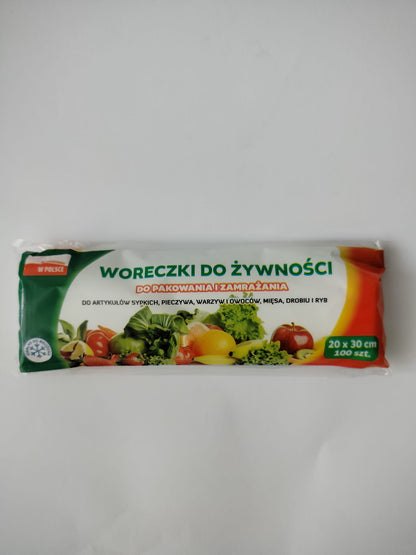 W POLSCE
WORECZKI DO ŻYWNOŚCI
DO PAKOWANIA I ZAMRAŻANIA
DO ARTYKUŁÓW SYPKICH, PIECZYWA, WARZYW I OWOCÓW, MIĘSA, DROBIU I RYB
20 x 30 cm
100 szt.